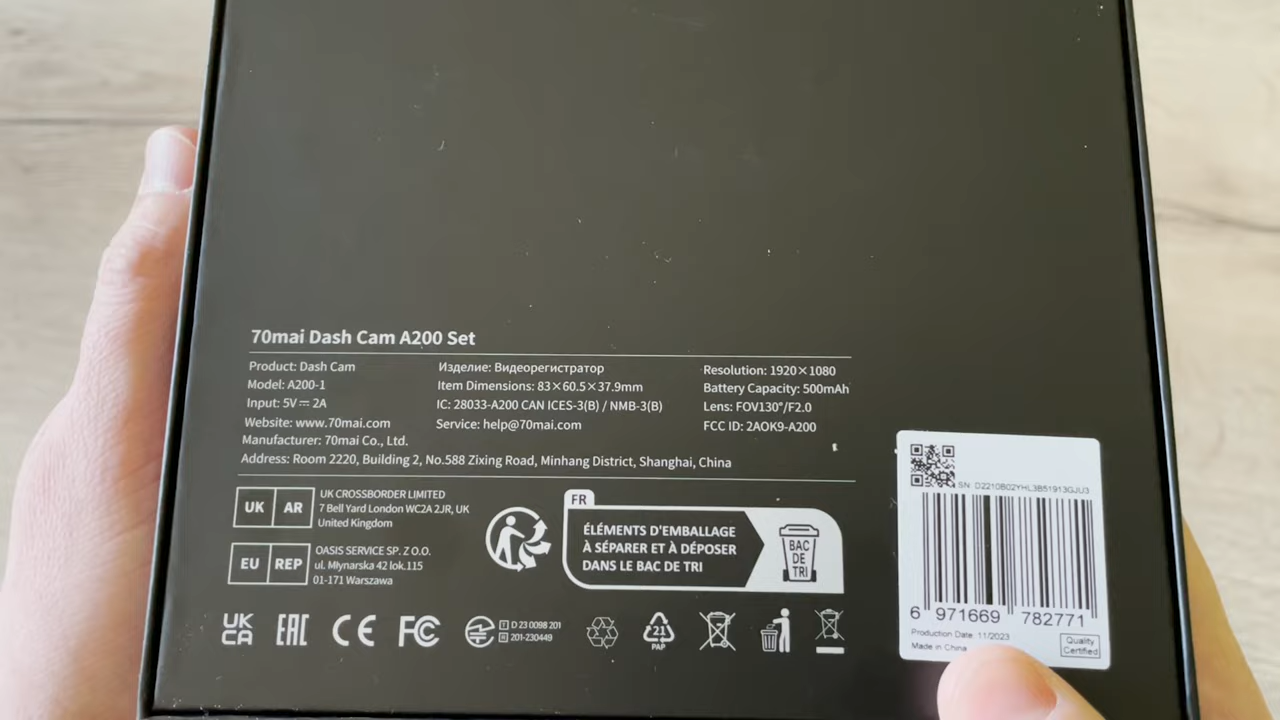 70mai Dash Cam A200 Set
Product: Dash Cam
Model: A200-1
Input: 5V⎓2A
Website: www.70mai.com
Manufacturer: 70mai Co., Ltd.
Address: Room 2220, Building 2, No.588 Zixing Road, Minhang District, Shanghai, China
Изделие: Видеорегистратор
Item Dimensions: 83×60.5×37.9mm
IC: 28033-A200 CAN ICES-3(B) / NMB-3(B)
Service: help@70mai.com
Resolution: 1920×1080
Battery Capacity: 500mAh
Lens: FOV130°/F2.0
FCC ID: 2AOK9-A200
UK AR
UK CROSSBORDER LIMITED
7 Bell Yard London WC2A 2JR, UK
United Kingdom
EU REP
OASIS SERVICE SP. Z O.O.
ul. Młynarska 42 lok.115
01-171 Warszawa
FR
ÉLÉMENTS D'EMBALLAGE
À SÉPARER ET À DÉPOSER
DANS LE BAC DE TRI
BAC
DE
TRI
UK
CA
EAC
CE
FC
T D 23 0098 201
R 201-230449
21
PAP
SN: D2210B02YHL3B51913GJU3
6 971669 782771
Production Date: 11/2023
Made in China
Quality
Certified